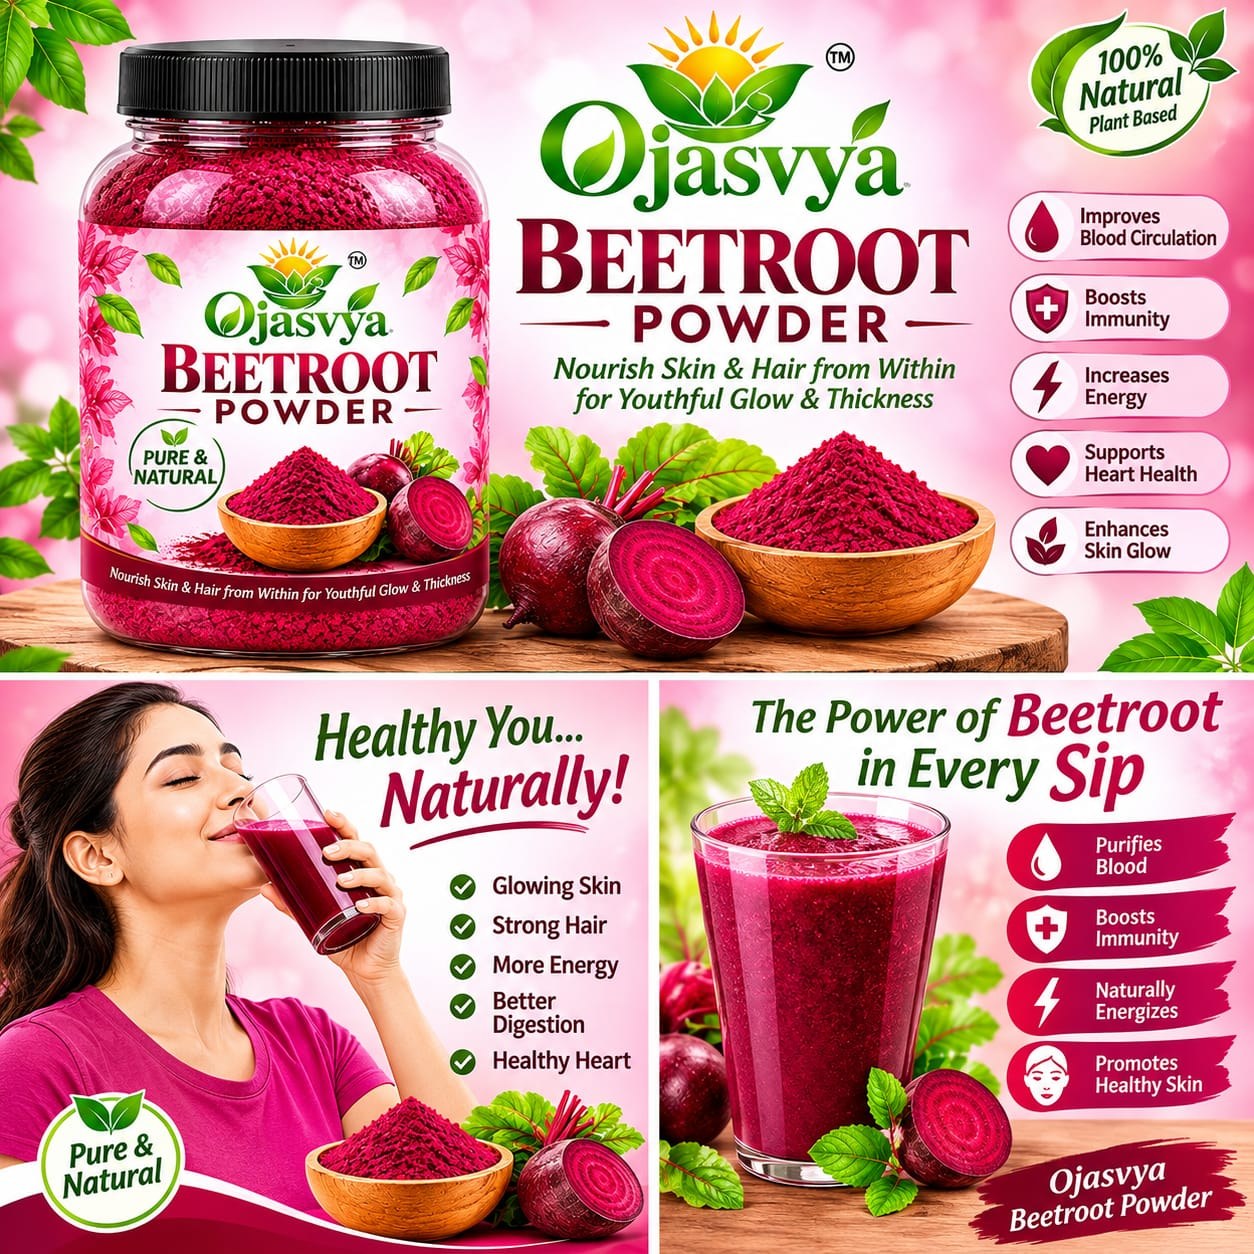 Ojasvya
TM
BEETROOT
POWDER
PURE &
NATURAL
Nourish Skin & Hair from Within for Youthful Glow & Thickness
Ojasvya
TM
BEETROOT
POWDER
Nourish Skin & Hair from Within
for Youthful Glow & Thickness
100%
Natural
Plant Based
Improves
Blood Circulation
Boosts
Immunity
Increases
Energy
Supports
Heart Health
Enhances
Skin Glow
Healthy You...
Naturally!
Glowing Skin
Strong Hair
More Energy
Better
Digestion
Healthy Heart
Pure &
Natural
The Power of Beetroot
in Every Sip
Purifies
Blood
Boosts
Immunity
Naturally
Energizes
Promotes
Healthy Skin
Ojasvya
Beetroot Powder